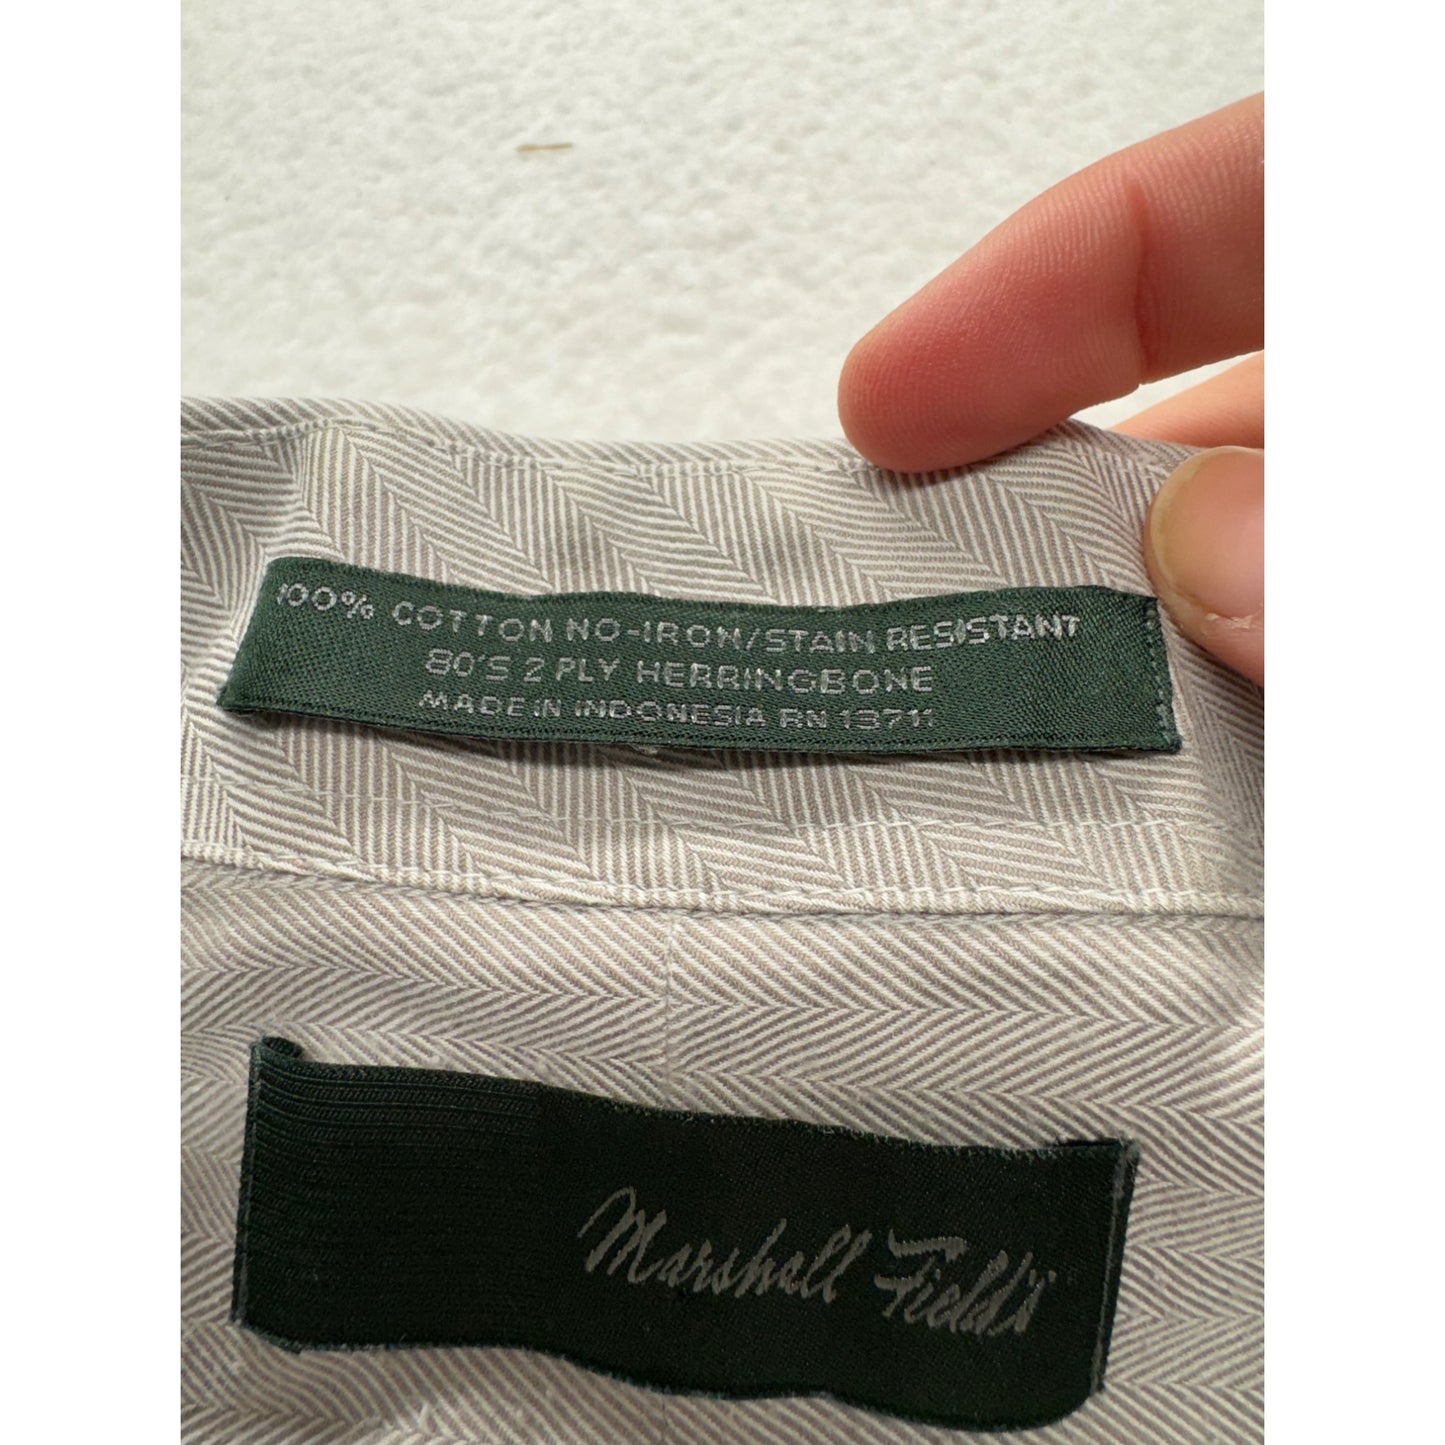 100% COTTON NO-IRON/STAIN RESISTANT
80'S 2 PLY HERRINGBONE
MADE IN INDONESIA RN 13711
Marshall Field's